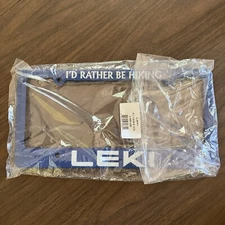 I'D RATHER BE HIKING
LEKI